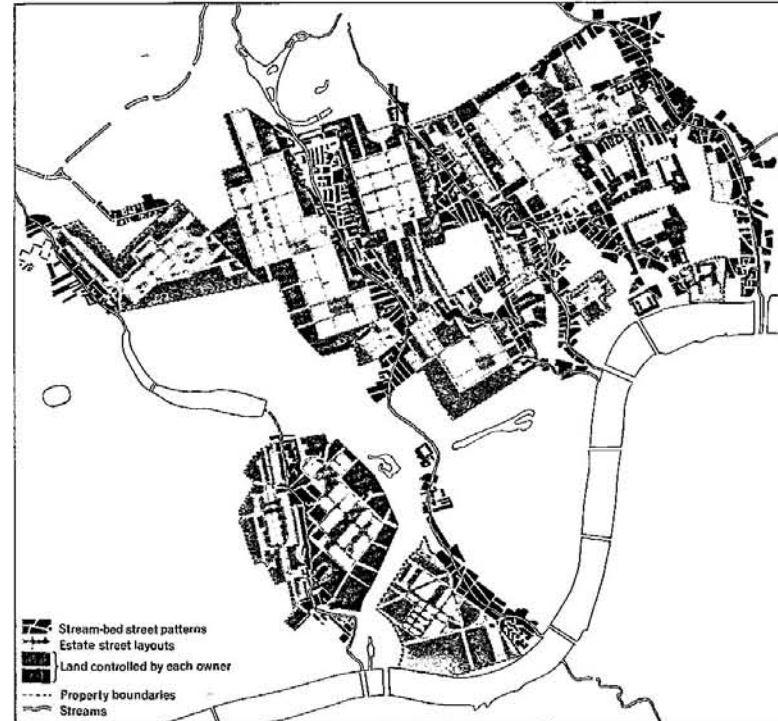 Stream-bed street patterns
Estate street layouts
Land controlled by each owner
Property boundaries
Streams